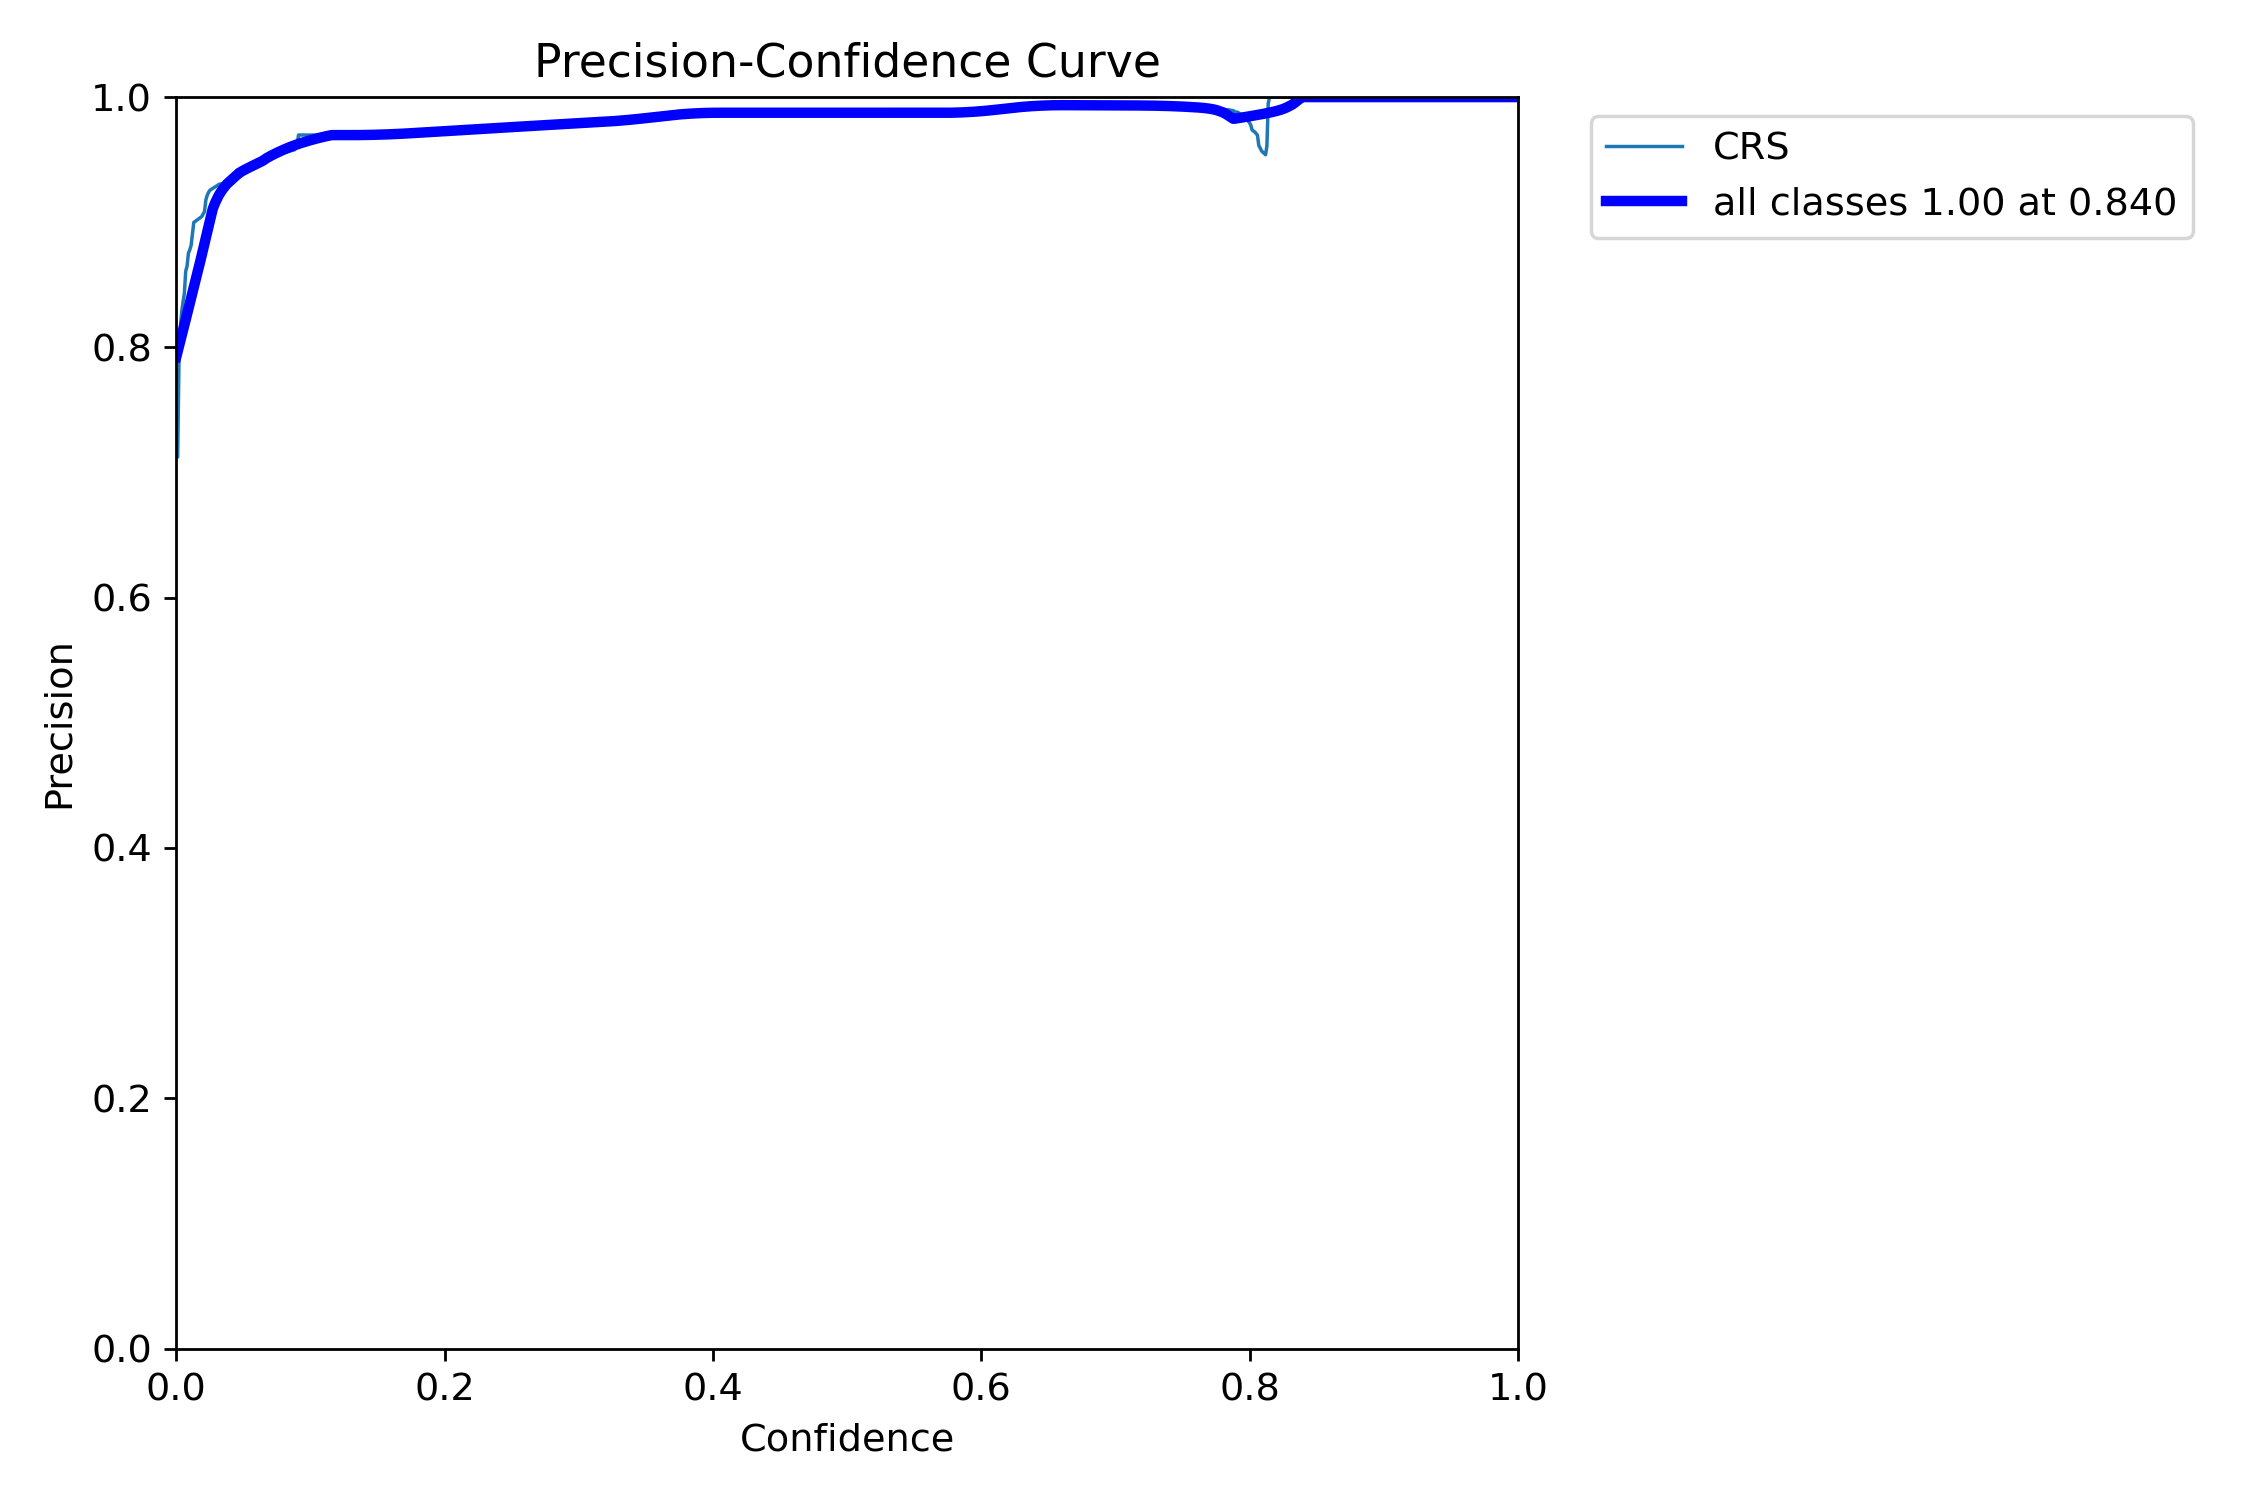 Precision-Confidence Curve
1.0
0.8
0.6
0.4
0.2
0.0
Precision
0.0 0.2 0.4 0.6 0.8 1.0
Confidence
CRS
all classes 1.00 at 0.840